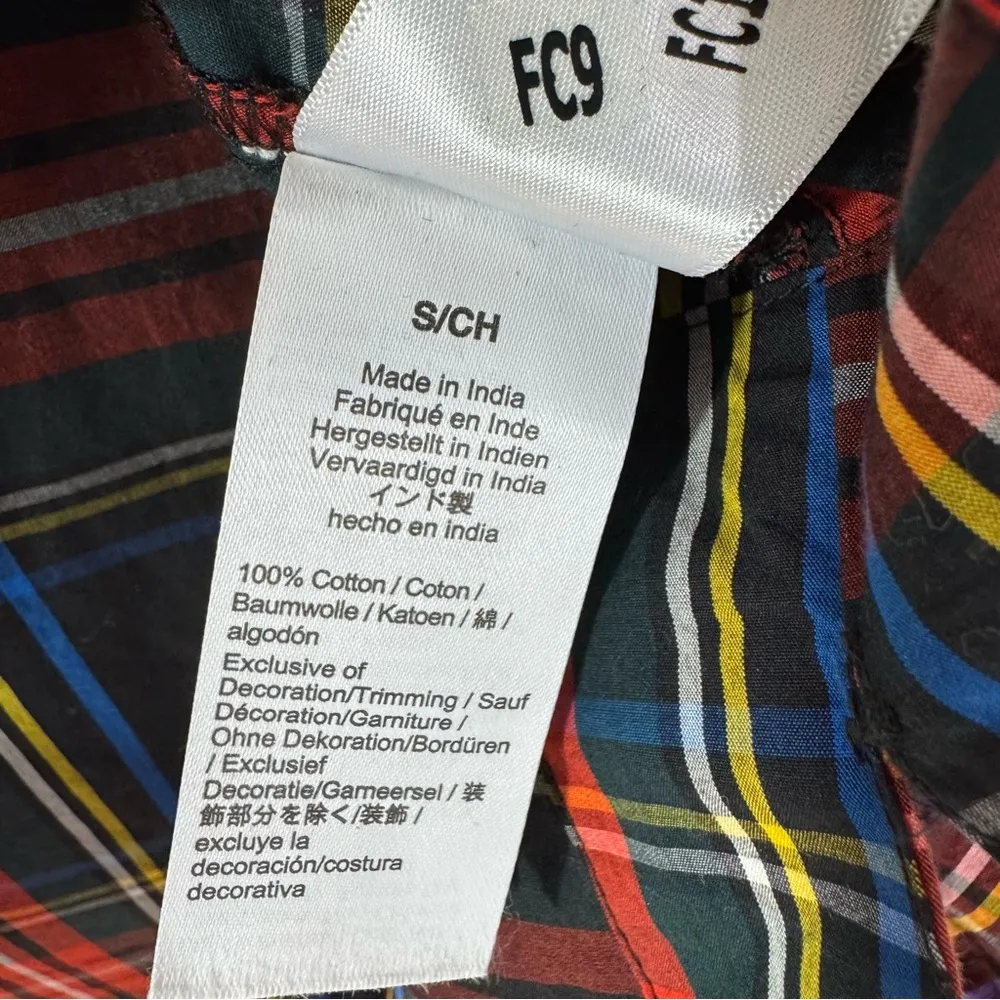 FC9
S/CH
Made in India
Fabriqué en Inde
Hergestellt in Indien
Vervaardigd in India
インド製
hecho en india
100% Cotton / Coton /
Baumwolle / Katoen / 綿 /
algodón
Exclusive of
Decoration/Trimming / Sauf
Décoration/Garniture /
Ohne Dekoration/Bordüren
/ Exclusief
Decoratie/Garneersel / 装
飾部分を除く/装飾 /
excluye la
decoración/costura
decorativa